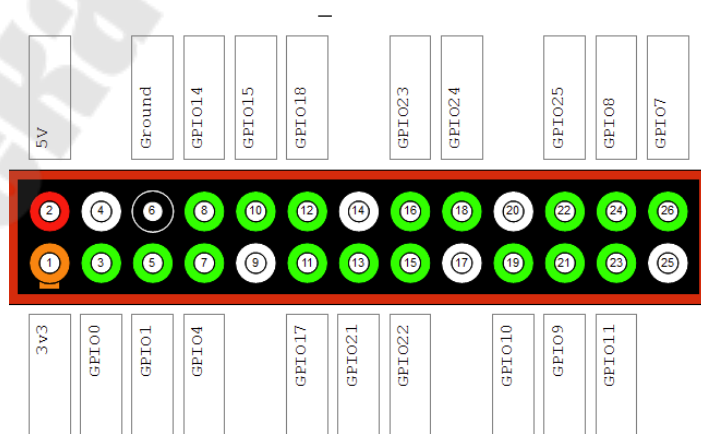 5V
Ground
GPIO14
GPIO15
GPIO18
GPIO23
GPIO24
GPIO25
GPIO8
GPIO7
2 4 6 8 10 12 14 16 18 20 22 24 26
1 3 5 7 9 11 13 15 17 19 21 23 25
3v3
GPIO0
GPIO1
GPIO4
GPIO17
GPIO21
GPIO22
GPIO10
GPIO9
GPIO11